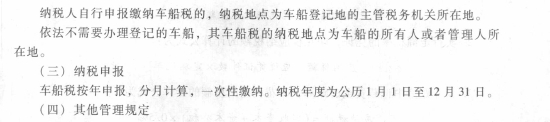 纳税人自行申报缴纳车船税的，纳税地点为车船登记地的主管税务机关所在地。
依法不需要办理登记的车船，其车船税的纳税地点为车船的所有人或者管理人所
在地。
（三）纳税申报
车船税按年申报，分月计算，一次性缴纳。纳税年度为公历1月1日至12月31日。
（四）其他管理规定